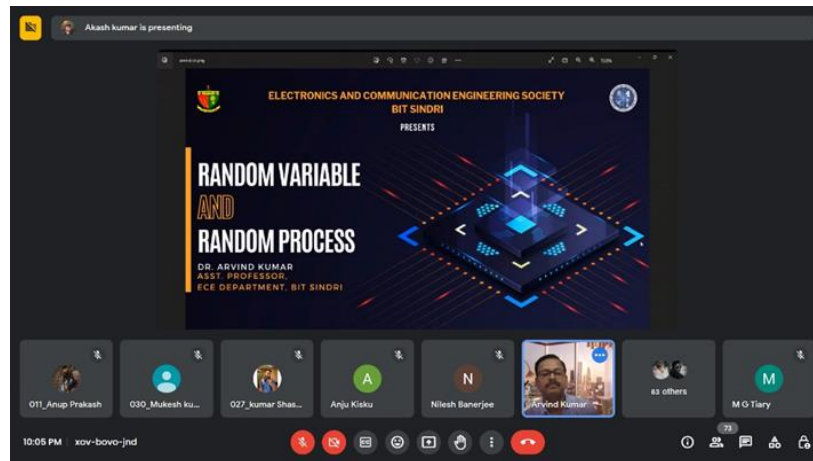 Akash kumar is presenting
ELECTRONICS AND COMMUNICATION ENGINEERING SOCIETY
BIT SINDRI
PRESENTS
RANDOM VARIABLE
AND
RANDOM PROCESS
DR. ARVIND KUMAR
ASST. PROFESSOR,
ECE DEPARTMENT, BIT SINDRI
011_Anup Prakash
030_Mukesh ku...
027_kumar Shas...
A
Anju Kisku
N
Nilesh Banerjee
Arvind Kumar
63 others
M
M G Tiary
10:05 PM
xov-bovo-jnd
CC
73